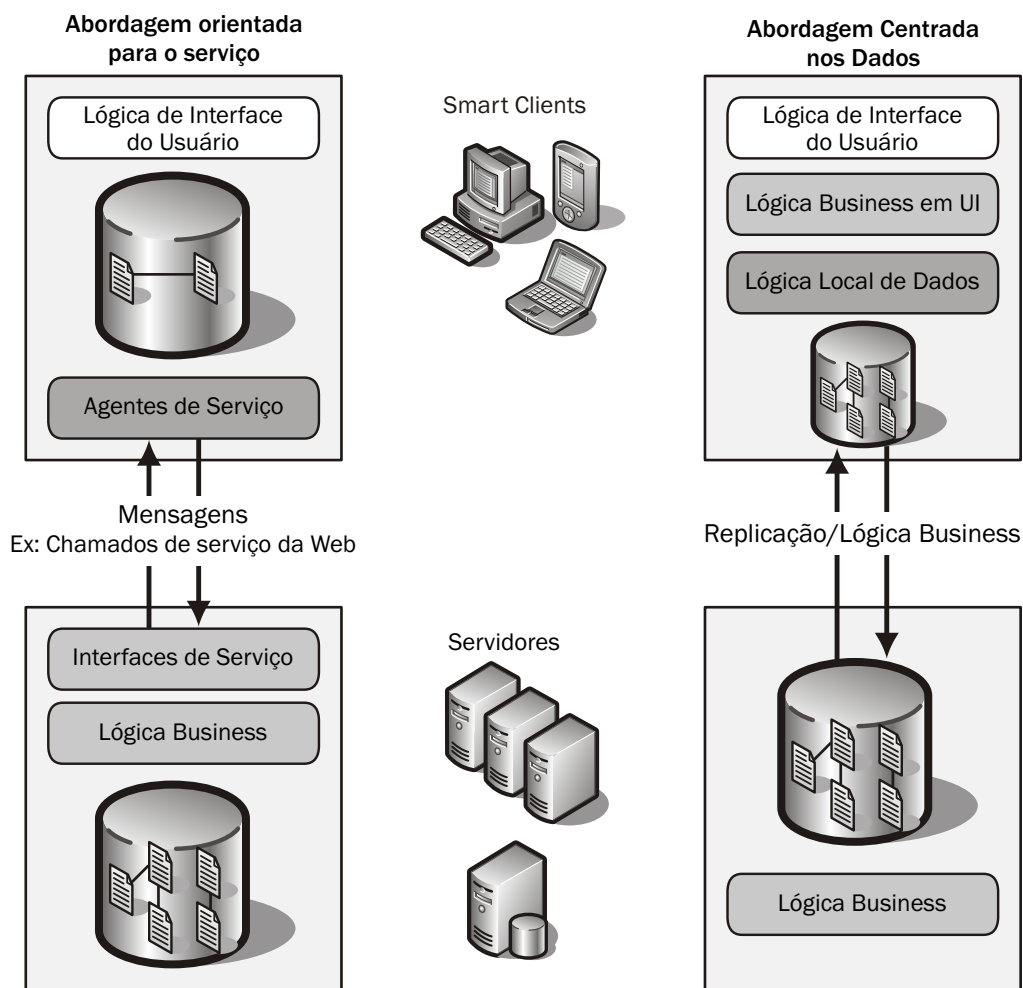 Abordagem orientada
para o serviço
Lógica de Interface
do Usuário
Agentes de Serviço
Mensagens
Ex: Chamados de serviço da Web
Interfaces de Serviço
Lógica Business
Smart Clients
Servidores
Abordagem Centrada
nos Dados
Lógica de Interface
do Usuário
Lógica Business em UI
Lógica Local de Dados
Replicação/Lógica Business
Lógica Business